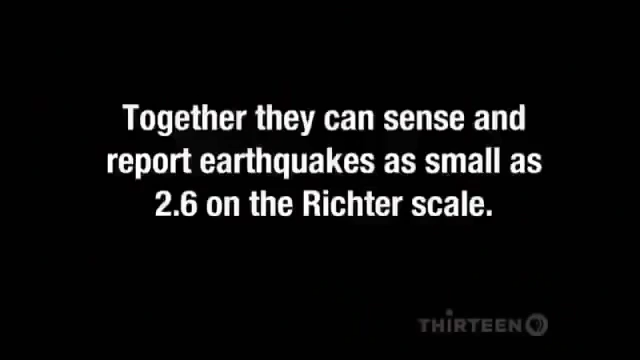 Together they can sense and
report earthquakes as small as
2.6 on the Richter scale.
THIRTEEN